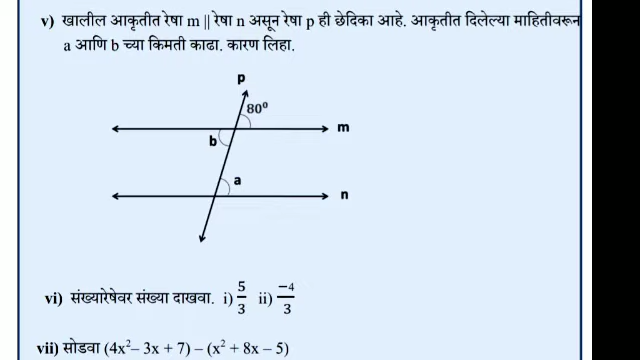 v) खालील आकृतीत रेषा m || रेषा n असून रेषा p ही छेदिका आहे. आकृतीत दिलेल्या माहितीवरून
a आणि b च्या किमती काढा. कारण लिहा.
p
80⁰
m
b
a
n
vi) संख्यारेषेवर संख्या दाखवा. i) 5/3 ii) −4/3
vii) सोडवा (4x² – 3x + 7) – (x² + 8x – 5)